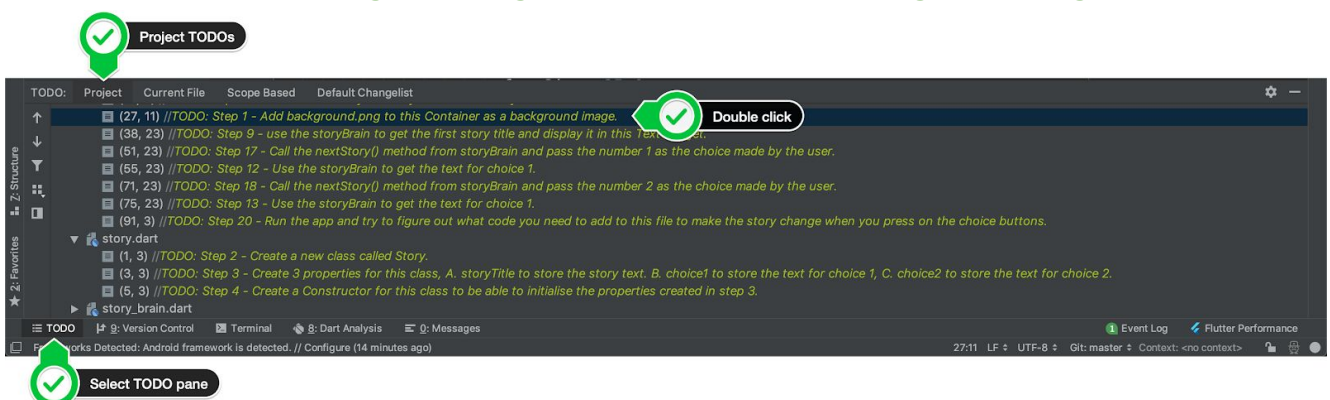 Project TODOs
TODO: Project Current File Scope Based Default Changelist
(27, 11) //TODO: Step 1 - Add background.png to this Container as a background image.
Double click
(38, 23) //TODO: Step 9 - use the storyBrain to get the first story title and display it in this Text
(51, 23) //TODO: Step 17 - Call the nextStory() method from storyBrain and pass the number 1 as the choice made by the user.
(55, 23) //TODO: Step 12 - Use the storyBrain to get the text for choice 1.
(71, 23) //TODO: Step 18 - Call the nextStory() method from storyBrain and pass the number 2 as the choice made by the user.
(75, 23) //TODO: Step 13 - Use the storyBrain to get the text for choice 1.
(91, 3) //TODO: Step 20 - Run the app and try to figure out what code you need to add to this file to make the story change when you press on the choice buttons.
story.dart
(1, 3) //TODO: Step 2 - Create a new class called Story.
(3, 3) //TODO: Step 3 - Create 3 properties for this class, A. storyTitle to store the story text. B. choice1 to store the text for choice 1, C. choice2 to store the text for choice 2.
(5, 3) //TODO: Step 4 - Create a Constructor for this class to be able to initialise the properties created in step 3.
story_brain.dart
Z: Structure
2: Favorites
TODO 9: Version Control Terminal 8: Dart Analysis 0: Messages 1 Event Log Flutter Performance
Detected: Android framework is detected. // Configure (14 minutes ago) 27:11 LF UTF-8 Git: master Context: <no context>
Select TODO pane